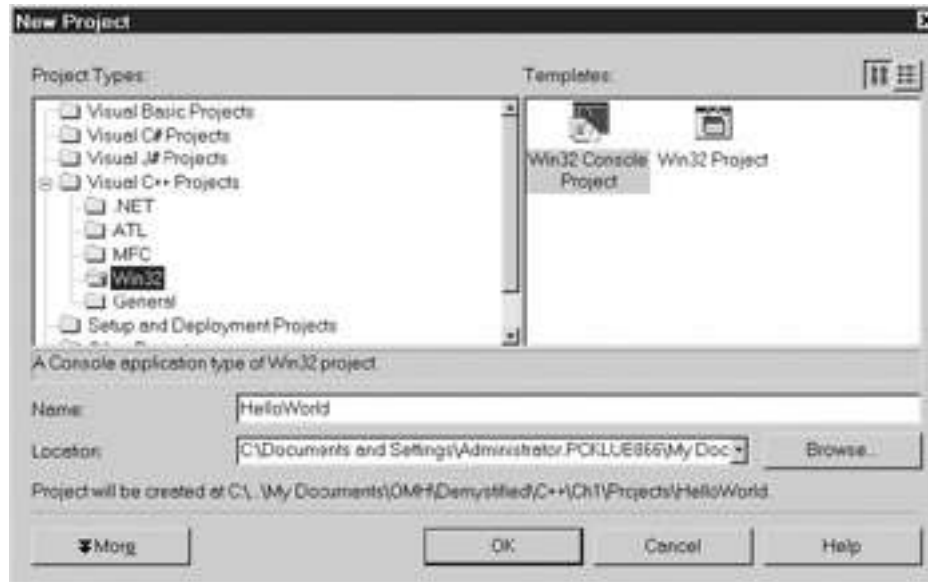 New Project
Project Types:
Templates:
Visual Basic Projects
Visual C# Projects
Visual J# Projects
Visual C++ Projects
.NET
ATL
MFC
Win32
General
Setup and Deployment Projects
Win32 Console
Project
Win32 Project
A Console application type of Win32 project.
Name:
HelloWorld
Location:
C:\Documents and Settings\Administrator.PCKLUE866\My Doc
Browse...
Project will be created at C:\...\My Documents\OMH\Demystified\C++\Ch1\Projects\HelloWorld.
More
OK
Cancel
Help